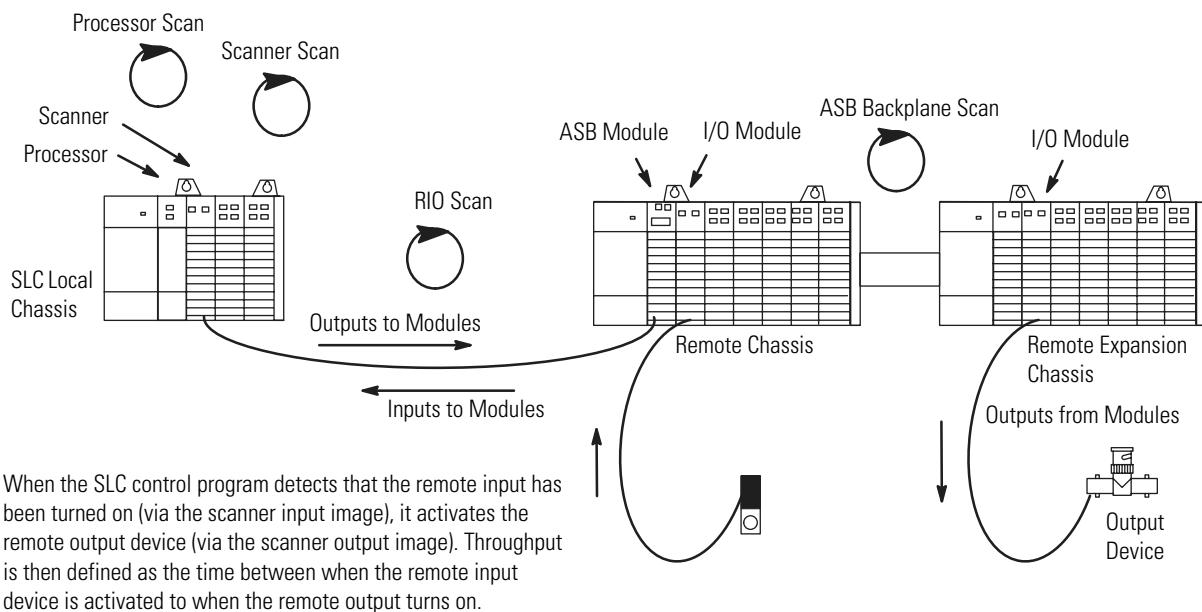 Processor Scan
Scanner Scan
Scanner
Processor
SLC Local
Chassis
RIO Scan
Outputs to Modules
Inputs to Modules
ASB Module
I/O Module
ASB Backplane Scan
I/O Module
Remote Chassis
Remote Expansion
Chassis
Outputs from Modules
Output
Device
When the SLC control program detects that the remote input has
been turned on (via the scanner input image), it activates the
remote output device (via the scanner output image). Throughput
is then defined as the time between when the remote input
device is activated to when the remote output turns on.